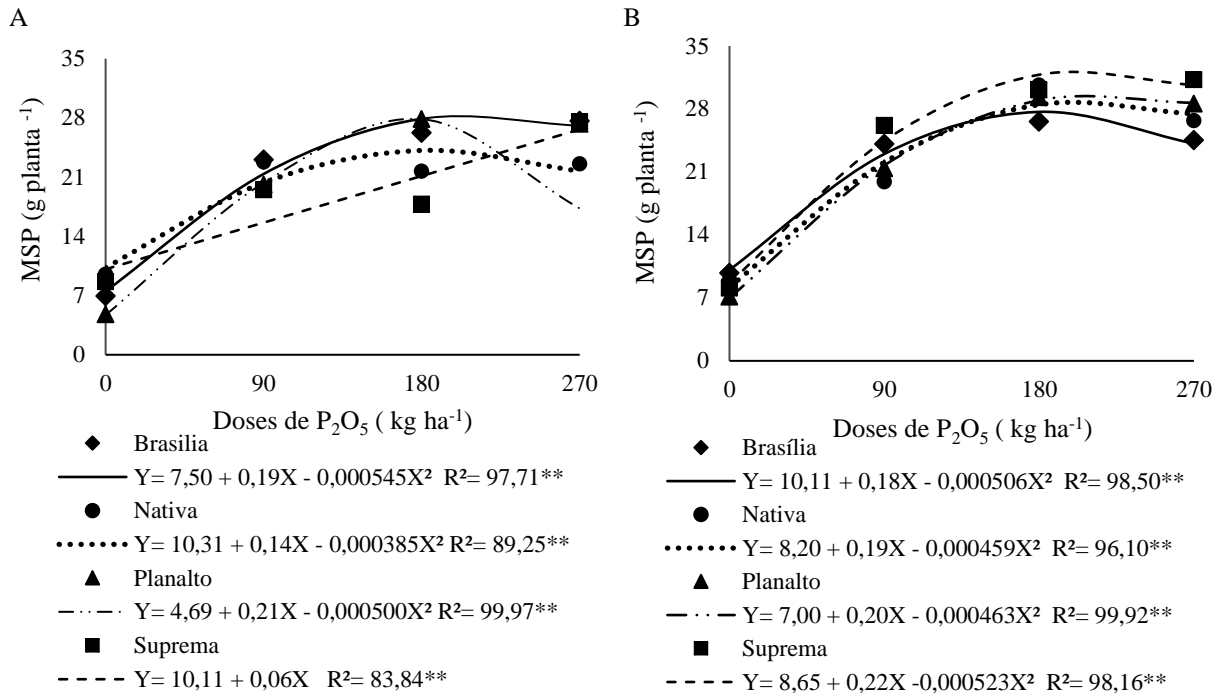 A
35
28
21
14
7
0
MSP (g planta ⁻¹)
0 90 180 270
Doses de P₂O₅ ( kg ha⁻¹)
Brasilia
Y= 7,50 + 0,19X - 0,000545X² R²= 97,71**
Nativa
Y= 10,31 + 0,14X - 0,000385X² R²= 89,25**
Planalto
Y= 4,69 + 0,21X - 0,000500X² R²= 99,97**
Suprema
Y= 10,11 + 0,06X R²= 83,84**
B
35
28
21
14
7
0
MSP (g planta ⁻¹)
0 90 180 270
Doses de P₂O₅ ( kg ha⁻¹)
Brasília
Y= 10,11 + 0,18X - 0,000506X² R²= 98,50**
Nativa
Y= 8,20 + 0,19X - 0,000459X² R²= 96,10**
Planalto
Y= 7,00 + 0,20X - 0,000463X² R²= 99,92**
Suprema
Y= 8,65 + 0,22X -0,000523X² R²= 98,16**